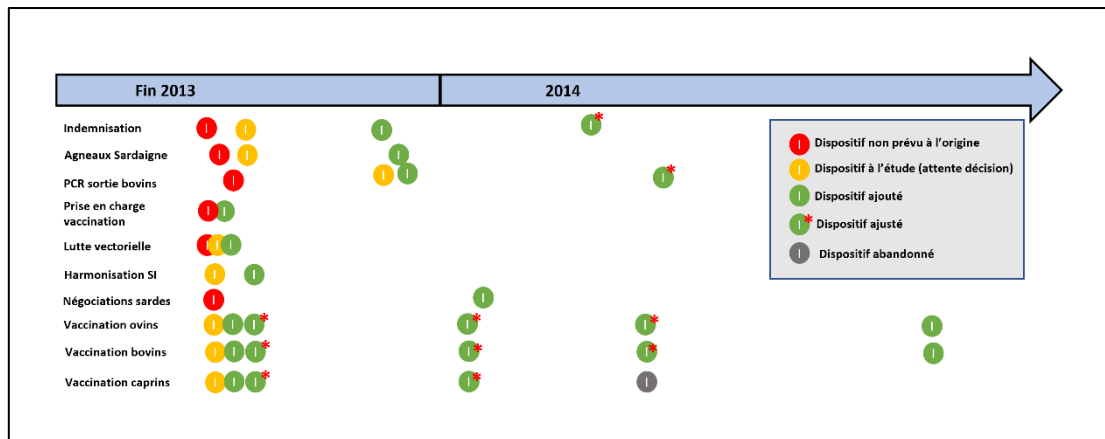 Fin 2013
2014
Indemnisation
Agneaux Sardaigne
PCR sortie bovins
Prise en charge
vaccination
Lutte vectorielle
Harmonisation SI
Négociations sardes
Vaccination ovins
Vaccination bovins
Vaccination caprins
Dispositif non prévu à l'origine
Dispositif à l'étude (attente décision)
Dispositif ajouté
* Dispositif ajusté
Dispositif abandonné